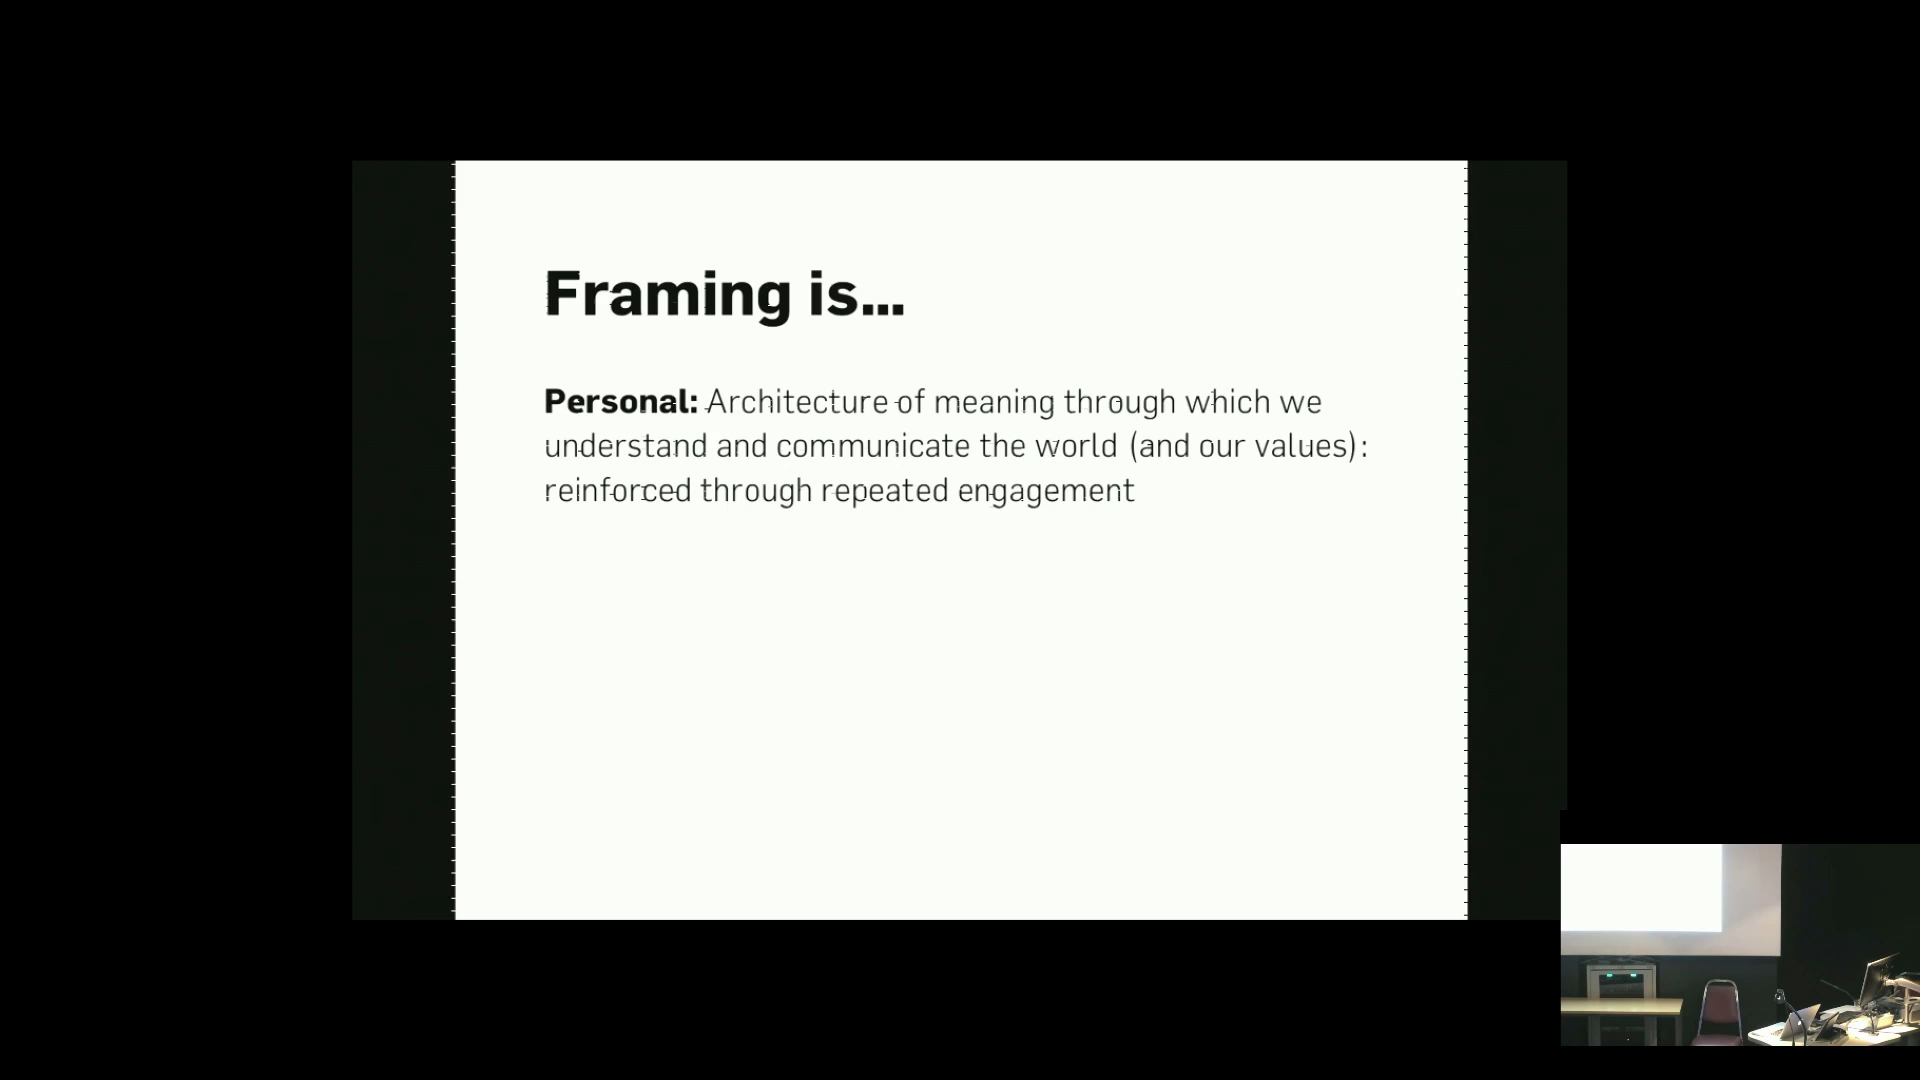 Framing is...
Personal: Architecture of meaning through which we
understand and communicate the world (and our values):
reinforced through repeated engagement